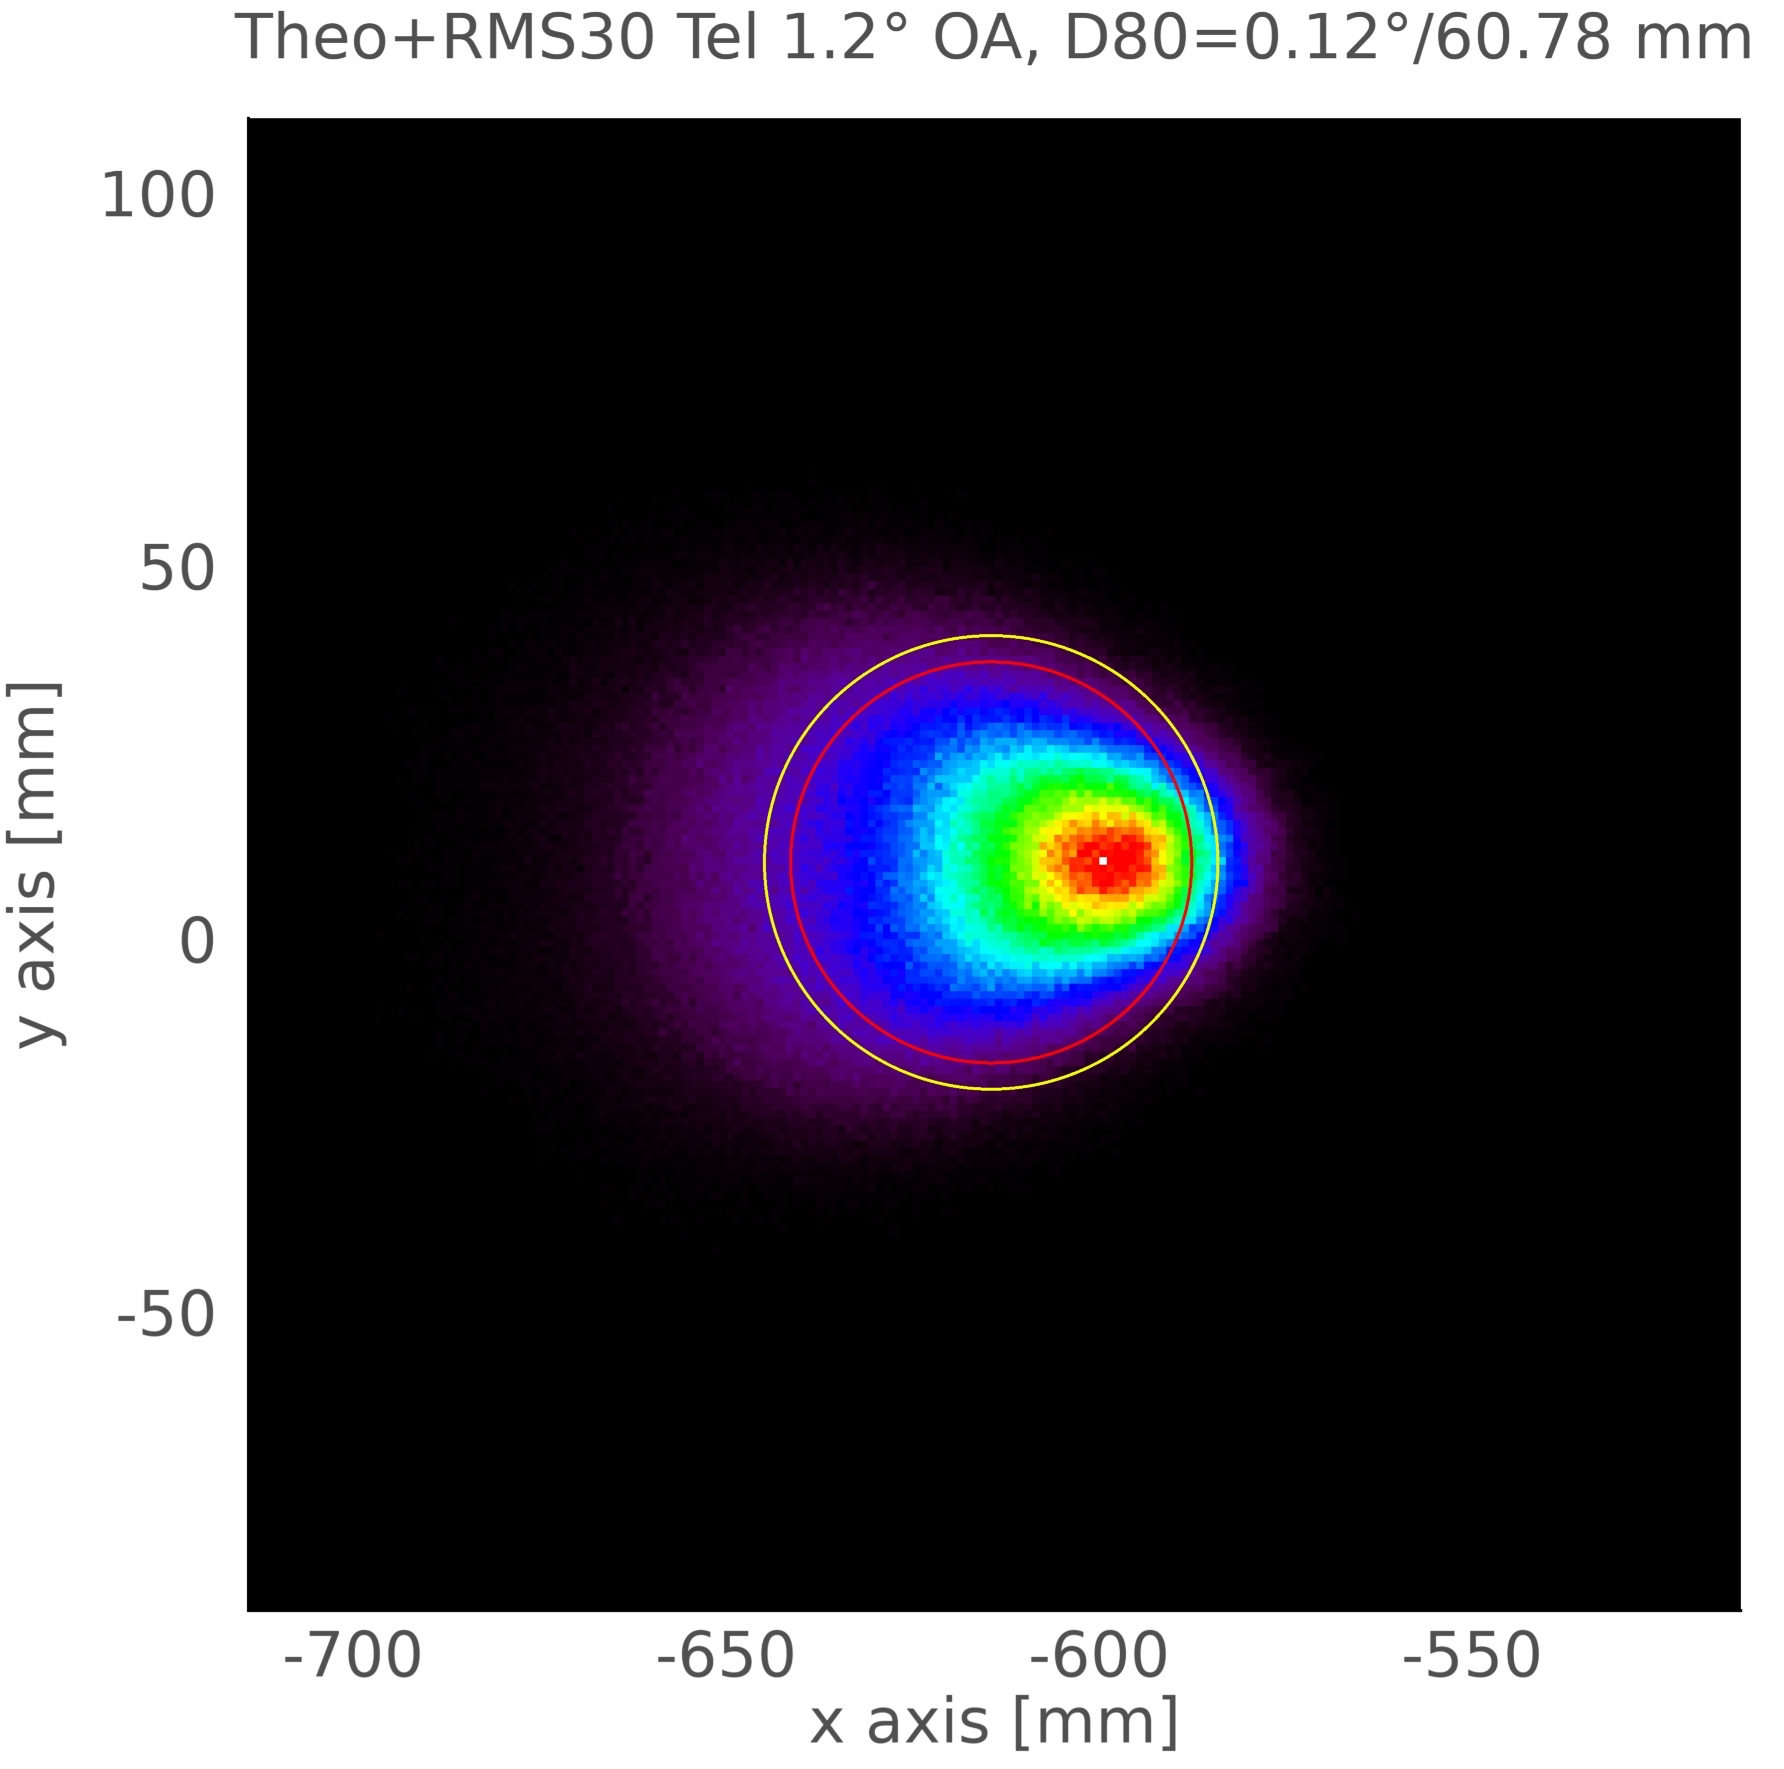 Theo+RMS30 Tel 1.2° OA, D80=0.12°/60.78 mm
100
50
0
-50
y axis [mm]
-700 -650 -600 -550
x axis [mm]